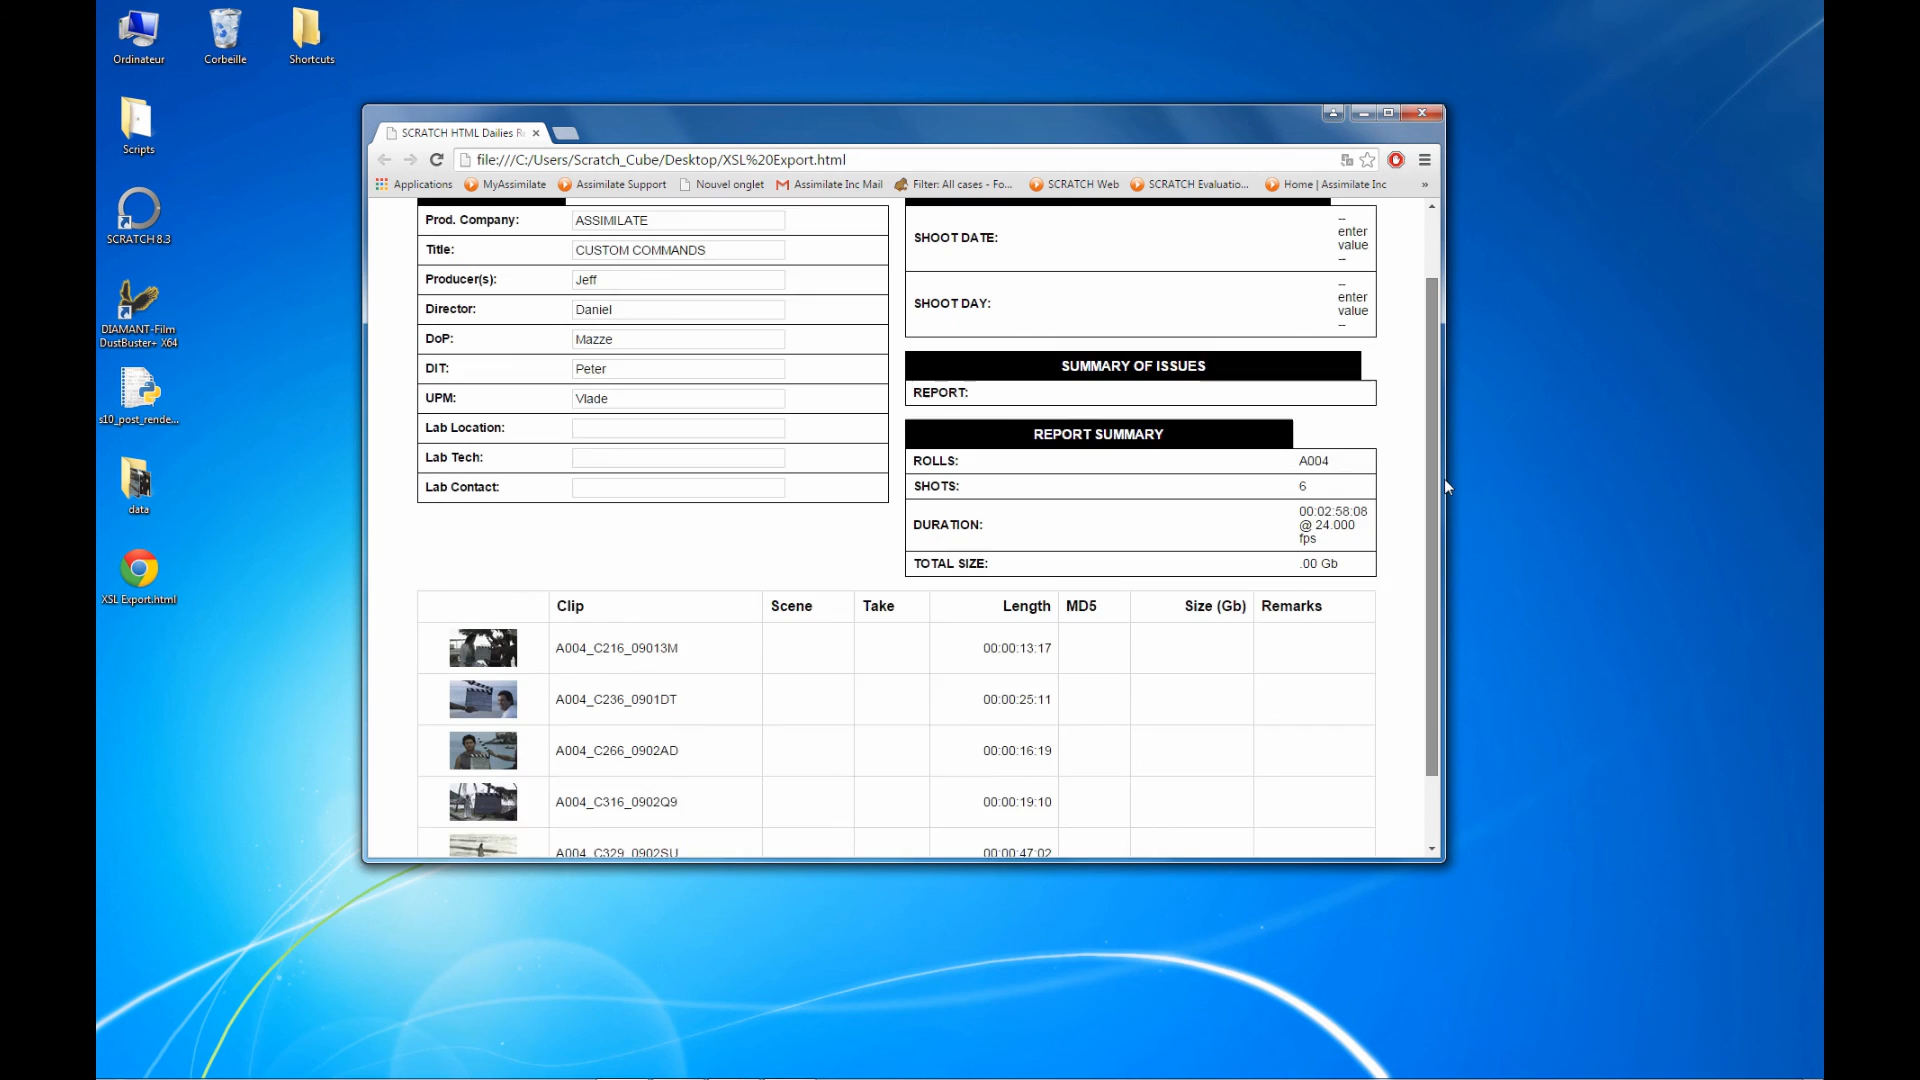 Ordinateur
Corbeille
Shortcuts
Scripts
SCRATCH 8.3
DIAMANT-Film
DustBuster+ X64
s10_post_rende...
data
XSL Export.html
SCRATCH HTML Dailies Re
file:///C:/Users/Scratch_Cube/Desktop/XSL%20Export.html
Applications MyAssimilate Assimilate Support Nouvel onglet Assimilate Inc Mail Filter: All cases - Fo... SCRATCH Web SCRATCH Evaluatio... Home | Assimilate Inc »
Prod. Company: ASSIMILATE
Title: CUSTOM COMMANDS
Producer(s): Jeff
Director: Daniel
DoP: Mazze
DIT: Peter
UPM: Vlade
Lab Location:
Lab Tech:
Lab Contact:
SHOOT DATE:
--
enter
value
--
SHOOT DAY:
--
enter
value
--
SUMMARY OF ISSUES
REPORT:
REPORT SUMMARY
ROLLS: A004
SHOTS: 6
DURATION:
00:02:58:08
@ 24.000
fps
TOTAL SIZE: .00 Gb
Clip Scene Take Length MD5 Size (Gb) Remarks
A004_C216_09013M 00:00:13:17
A004_C236_0901DT 00:00:25:11
A004_C266_0902AD 00:00:16:19
A004_C316_0902Q9 00:00:19:10
A004_C329_0902SU 00:00:47:02